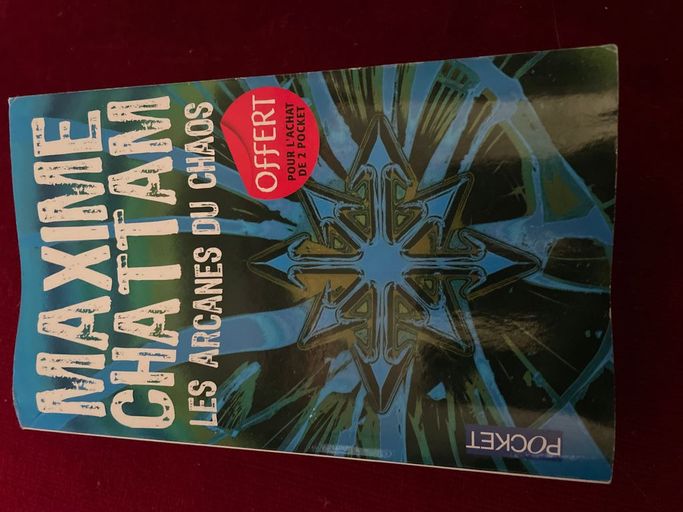 MAXIME
CHATTAM
LES ARCANES DU CHAOS
OFFERT
POUR L'ACHAT
DE 2 POCKET
POCKET